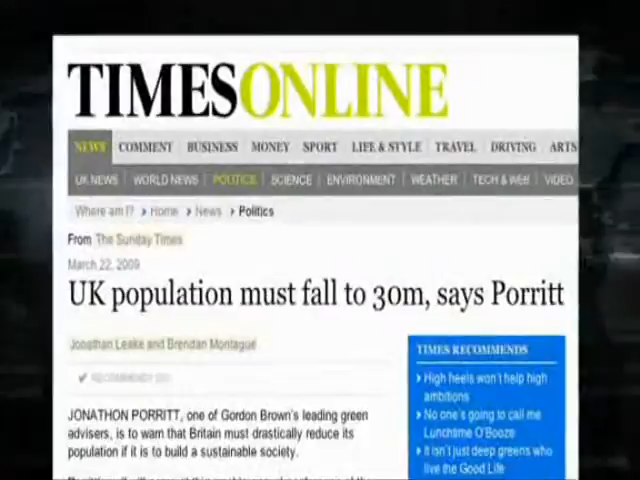 TIMESONLINE
NEWS COMMENT BUSINESS MONEY SPORT LIFE & STYLE TRAVEL DRIVING ARTS
UK NEWS WORLD NEWS POLITICS SCIENCE ENVIRONMENT WEATHER TECH & WEB VIDEO
Where am I? Home News Politics
From The Sunday Times
March 22, 2009
UK population must fall to 30m, says Porritt
Jonathan Leake and Brendan Montague
RECOMMEND?
JONATHON PORRITT, one of Gordon Brown's leading green
advisers, is to warn that Britain must drastically reduce its
population if it is to build a sustainable society.
TIMES RECOMMENDS
High heels won't help high
ambitions
No one's going to call me
Lunchtime O'Booze
It isn't just deep greens who
live the Good Life